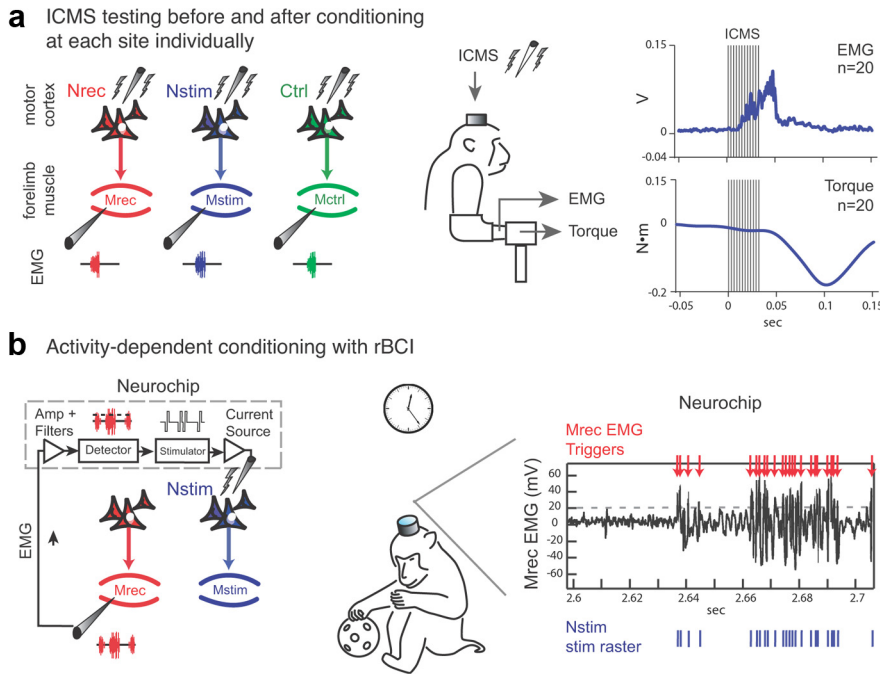 a ICMS testing before and after conditioning
at each site individually
motor
cortex
Nrec
Nstim
Ctrl
forelimb
muscle
Mrec
Mstim
Mctrl
EMG
ICMS
EMG
Torque
ICMS
0.15
EMG
n=20
V
0
-0.04
0.15
Torque
n=20
0
N•m
-0.2
-0.05
0
0.05
0.1
0.15
sec
b Activity-dependent conditioning with rBCI
Neurochip
Amp +
Filters
Current
Source
Detector
Stimulator
Nstim
EMG
Mrec
Mstim
Neurochip
Mrec EMG
Triggers
Mrec EMG (mV)
60
40
20
0
-20
-40
-60
2.6
2.62
2.64
2.66
2.68
2.7
sec
Nstim
stim raster